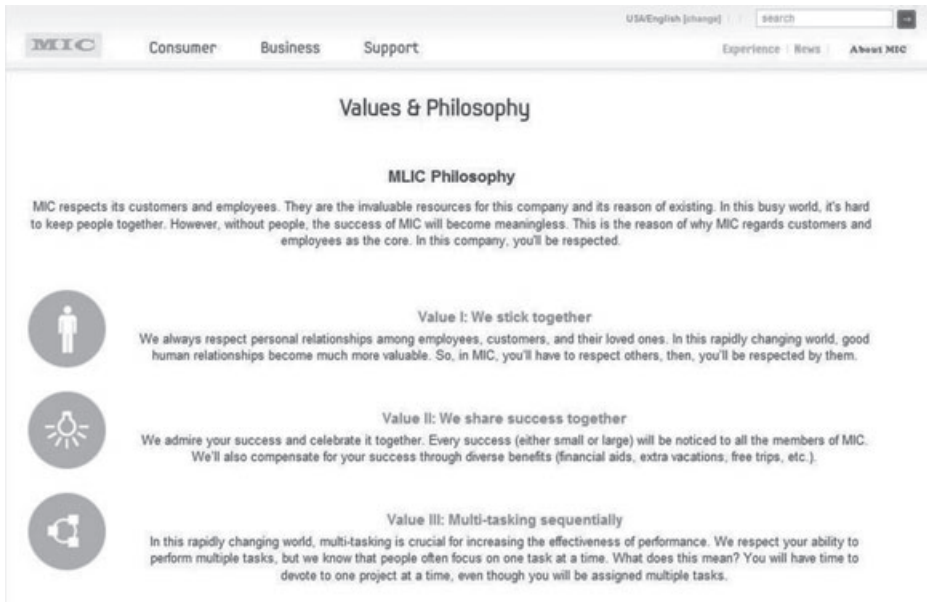 USA/English [change]
search
MIC
Consumer
Business
Support
Experience
News
About MIC
Values & Philosophy
MLIC Philosophy
MIC respects its customers and employees. They are the invaluable resources for this company and its reason of existing. In this busy world, it's hard
to keep people together. However, without people, the success of MIC will become meaningless. This is the reason of why MIC regards customers and
employees as the core. In this company, you'll be respected.
Value I: We stick together
We always respect personal relationships among employees, customers, and their loved ones. In this rapidly changing world, good
human relationships become much more valuable. So, in MIC, you'll have to respect others, then, you'll be respected by them.
Value II: We share success together
We admire your success and celebrate it together. Every success (either small or large) will be noticed to all the members of MIC.
We'll also compensate for your success through diverse benefits (financial aids, extra vacations, free trips, etc.).
Value III: Multi-tasking sequentially
In this rapidly changing world, multi-tasking is crucial for increasing the effectiveness of performance. We respect your ability to
perform multiple tasks, but we know that people often focus on one task at a time. What does this mean? You will have time to
devote to one project at a time, even though you will be assigned multiple tasks.